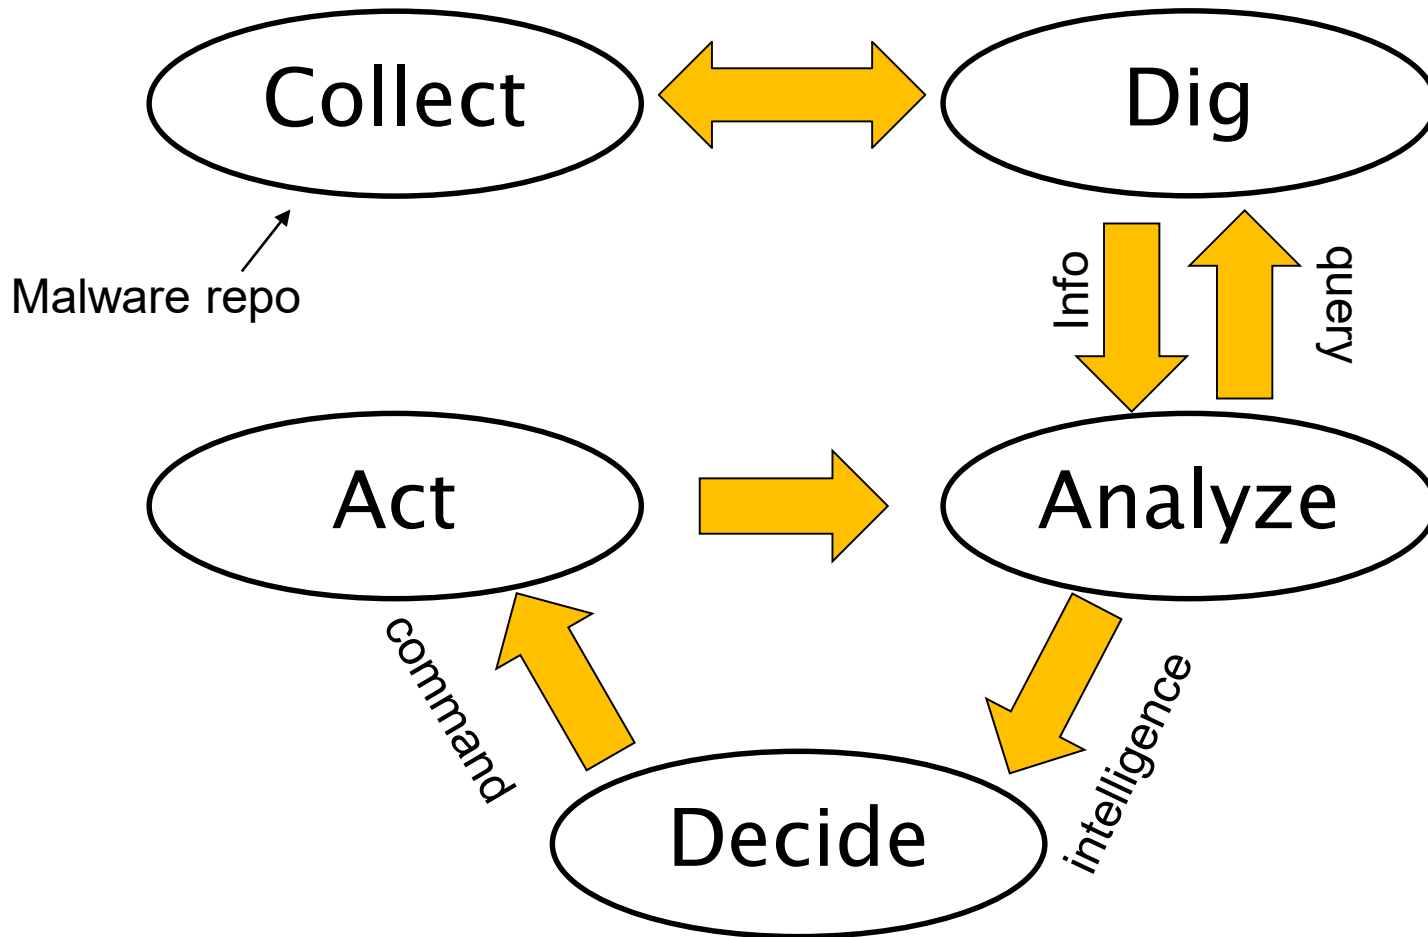 Collect
Dig
Malware repo
Info
query
Act
Analyze
command
intelligence
Decide